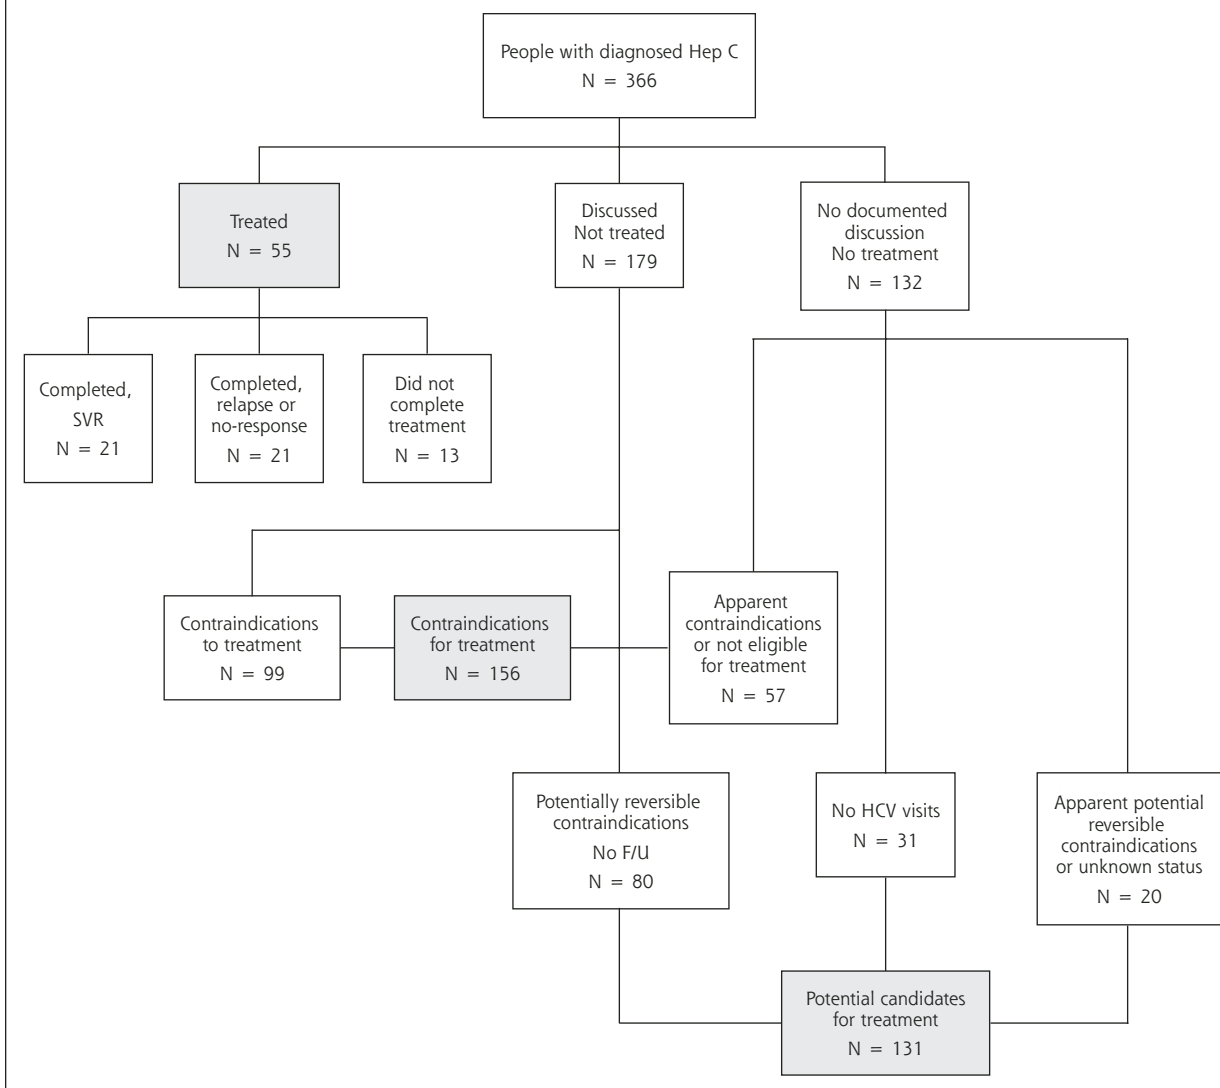 People with diagnosed Hep C
N = 366
Treated
N = 55
Discussed
Not treated
N = 179
No documented
discussion
No treatment
N = 132
Completed,
SVR
N = 21
Completed,
relapse or
no-response
N = 21
Did not
complete
treatment
N = 13
Contraindications
to treatment
N = 99
Contraindications
for treatment
N = 156
Apparent
contraindications
or not eligible
for treatment
N = 57
Potentially reversible
contraindications
No F/U
N = 80
No HCV visits
N = 31
Apparent potential
reversible
contraindications
or unknown status
N = 20
Potential candidates
for treatment
N = 131